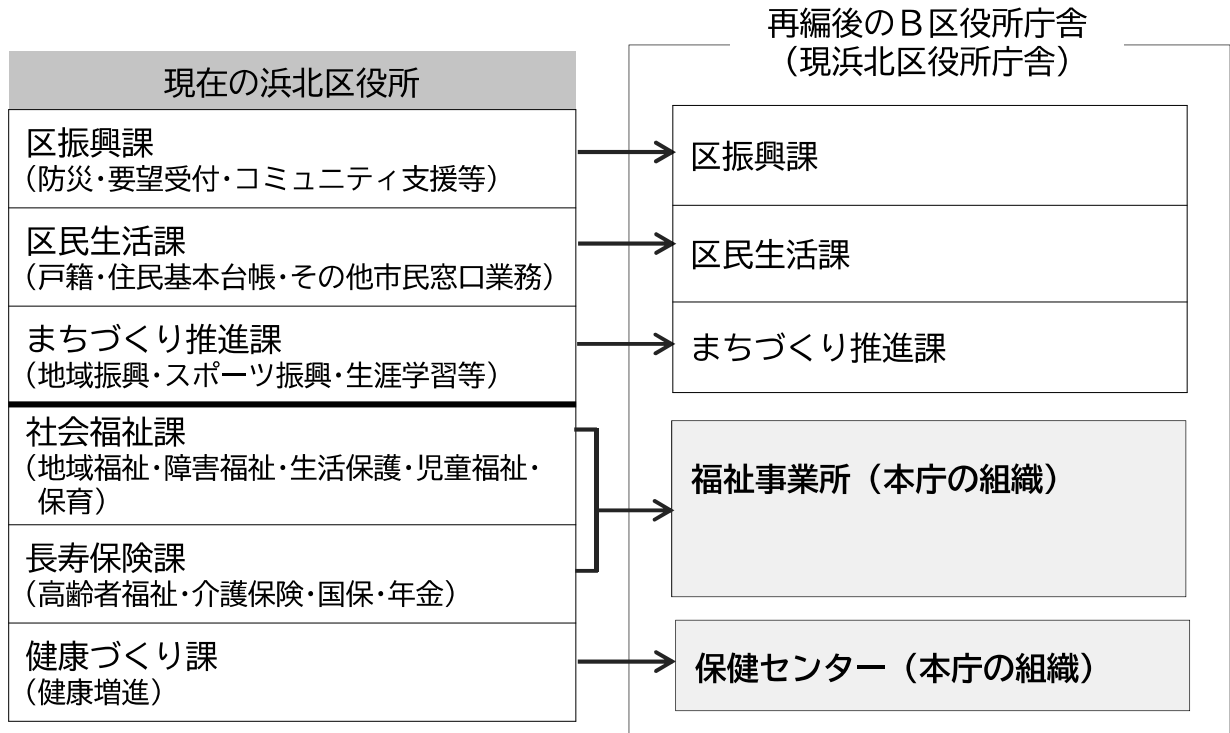 現在の浜北区役所
区振興課
（防災・要望受付・コミュニティ支援等）
区民生活課
（戸籍・住民基本台帳・その他市民窓口業務）
まちづくり推進課
（地域振興・スポーツ振興・生涯学習等）
社会福祉課
（地域福祉・障害福祉・生活保護・児童福祉・
保育）
長寿保険課
（高齢者福祉・介護保険・国保・年金）
健康づくり課
（健康増進）
再編後のＢ区役所庁舎
（現浜北区役所庁舎）
区振興課
区民生活課
まちづくり推進課
福祉事業所（本庁の組織）
保健センター（本庁の組織）